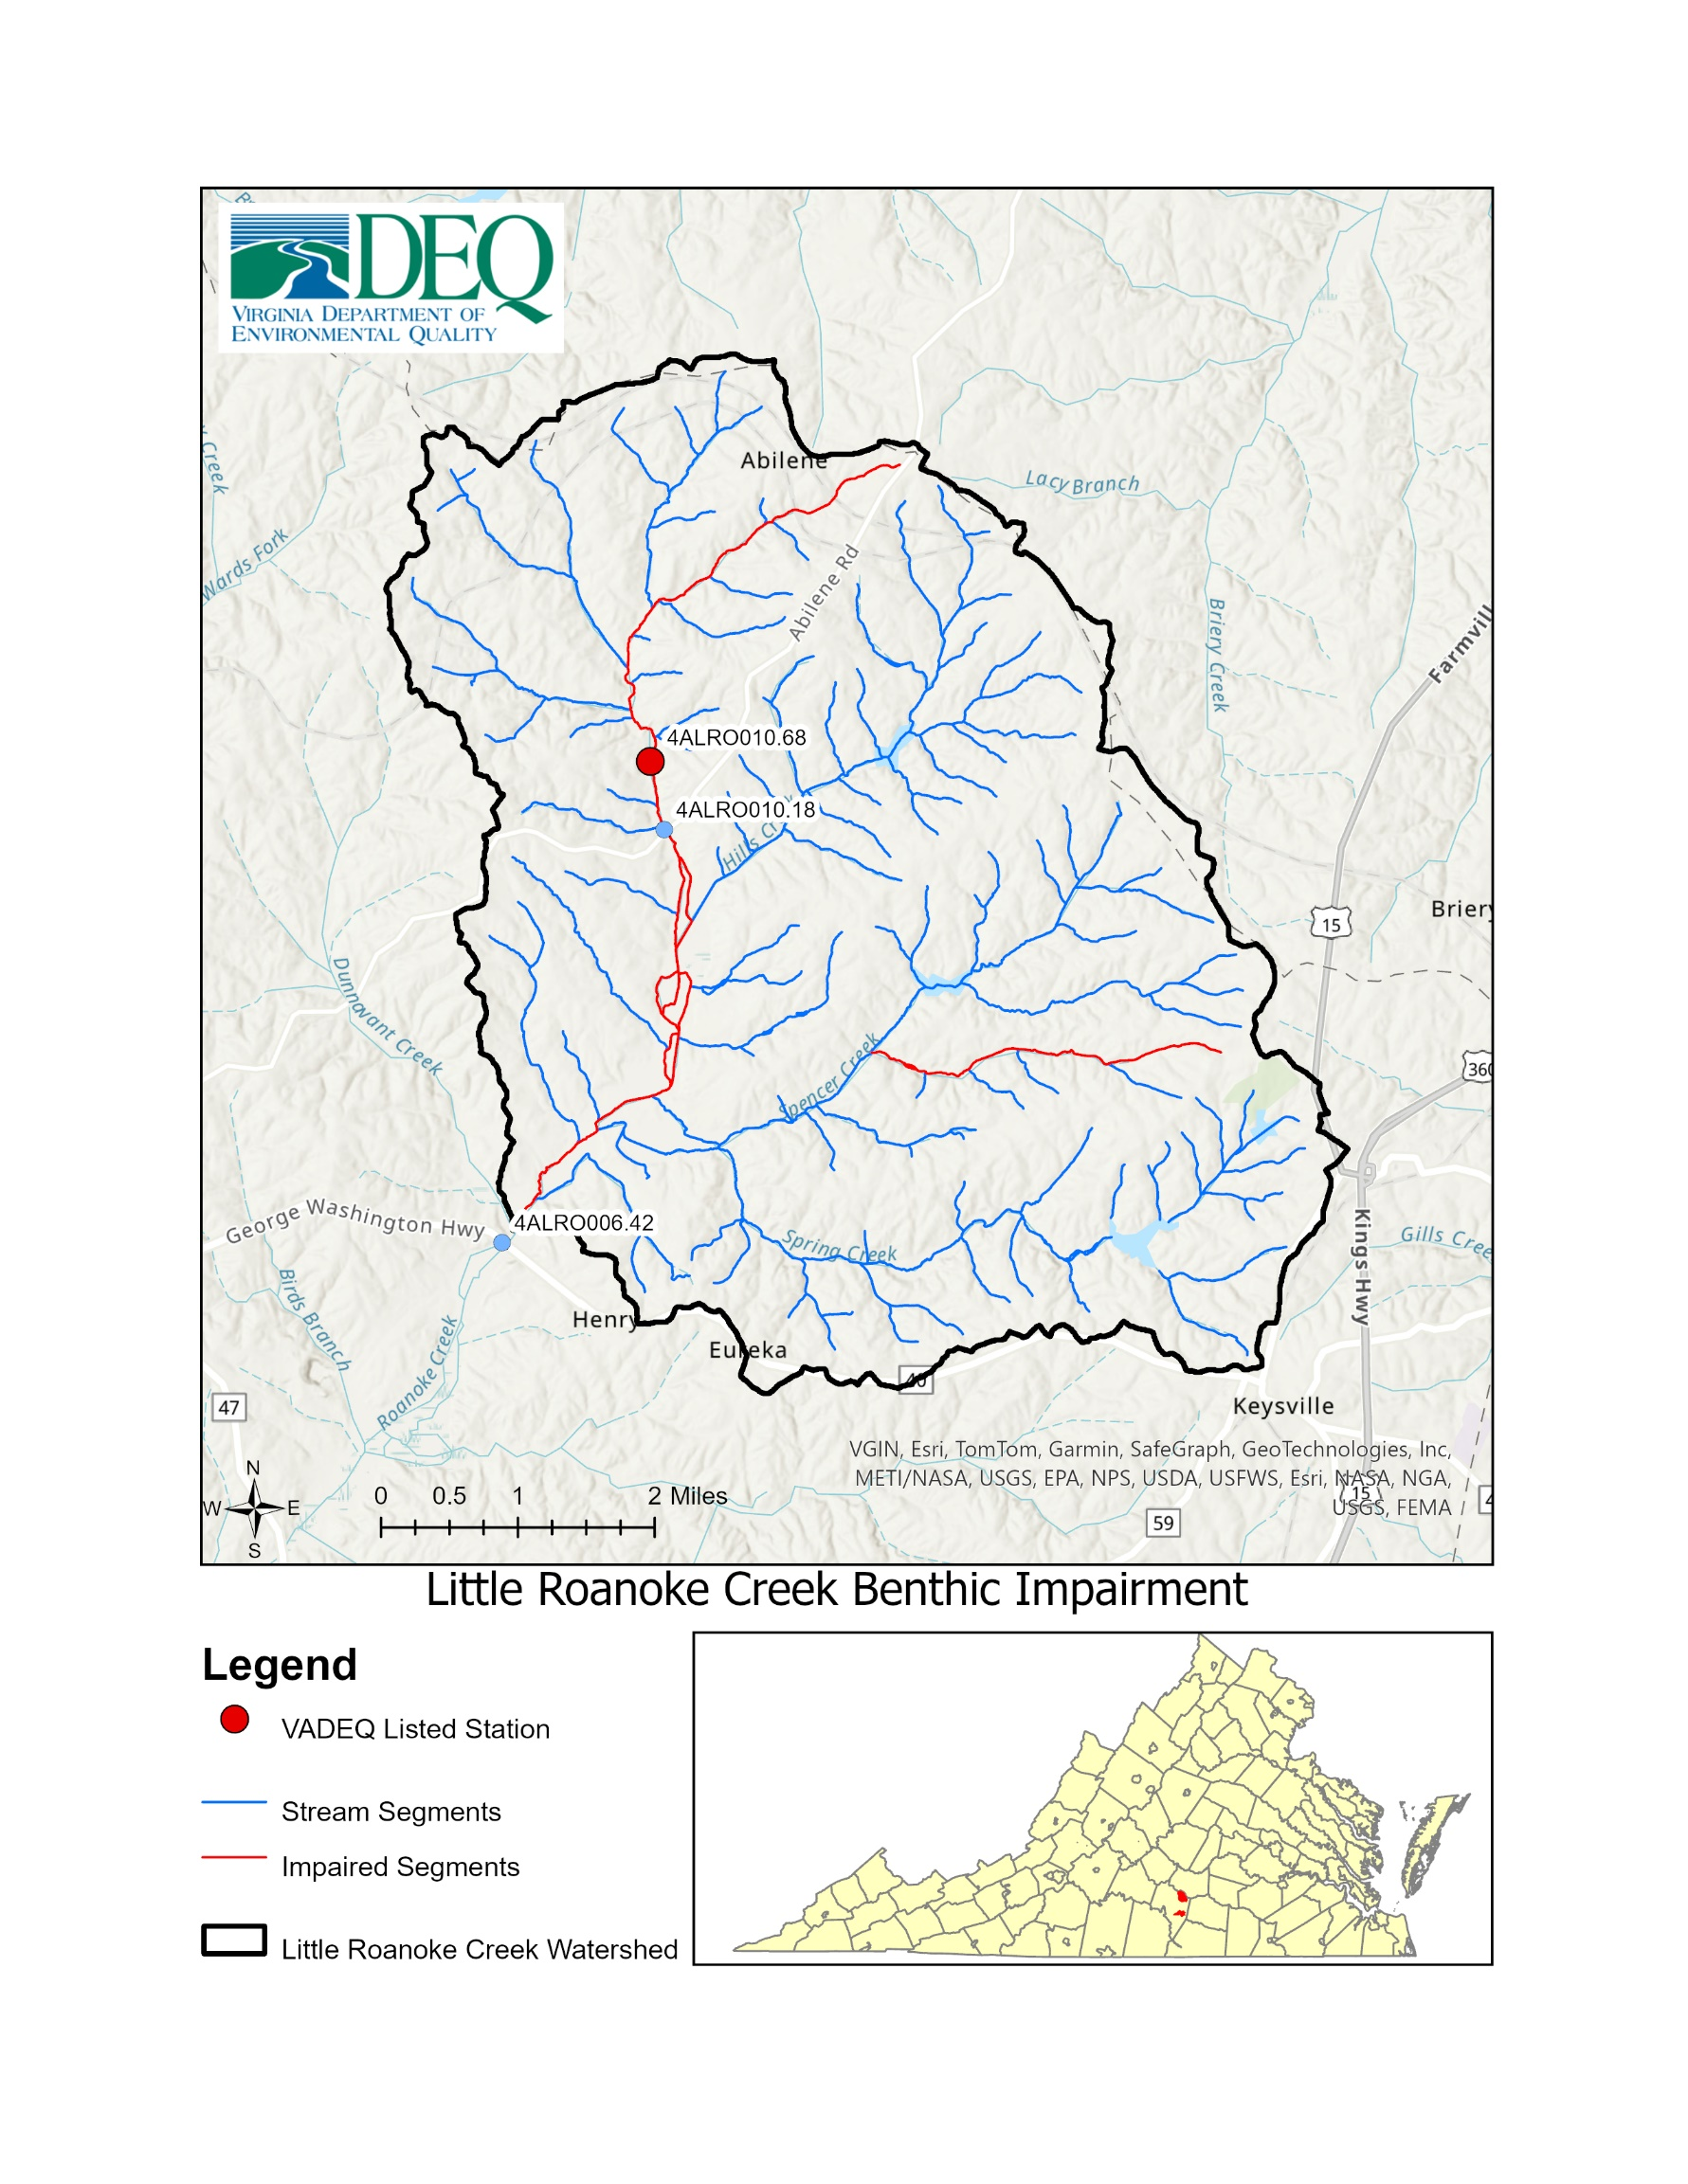 DEQ
VIRGINIA DEPARTMENT OF
ENVIRONMENTAL QUALITY
Abilene
Lacy Branch
Creek
Wards Fork
Abilene Rd
Briery Creek
Farmvill
4ALRO010.68
4ALRO010.18
Hills Cr
15
Brier
Dunnavant Creek
Spencer Creek
360
4ALRO006.42
George Washington Hwy
Spring Creek
Kings Hwy
Gills Cree
Birds Branch
Henry
Eureka
Roanoke Creek
40
47
Keysville
VGIN, Esri, TomTom, Garmin, SafeGraph, GeoTechnologies, Inc,
METI/NASA, USGS, EPA, NPS, USDA, USFWS, Esri, NASA, NGA,
USGS, FEMA
15
4
59
N
W E
S
0 0.5 1 2 Miles
Little Roanoke Creek Benthic Impairment
Legend
VADEQ Listed Station
Stream Segments
Impaired Segments
Little Roanoke Creek Watershed